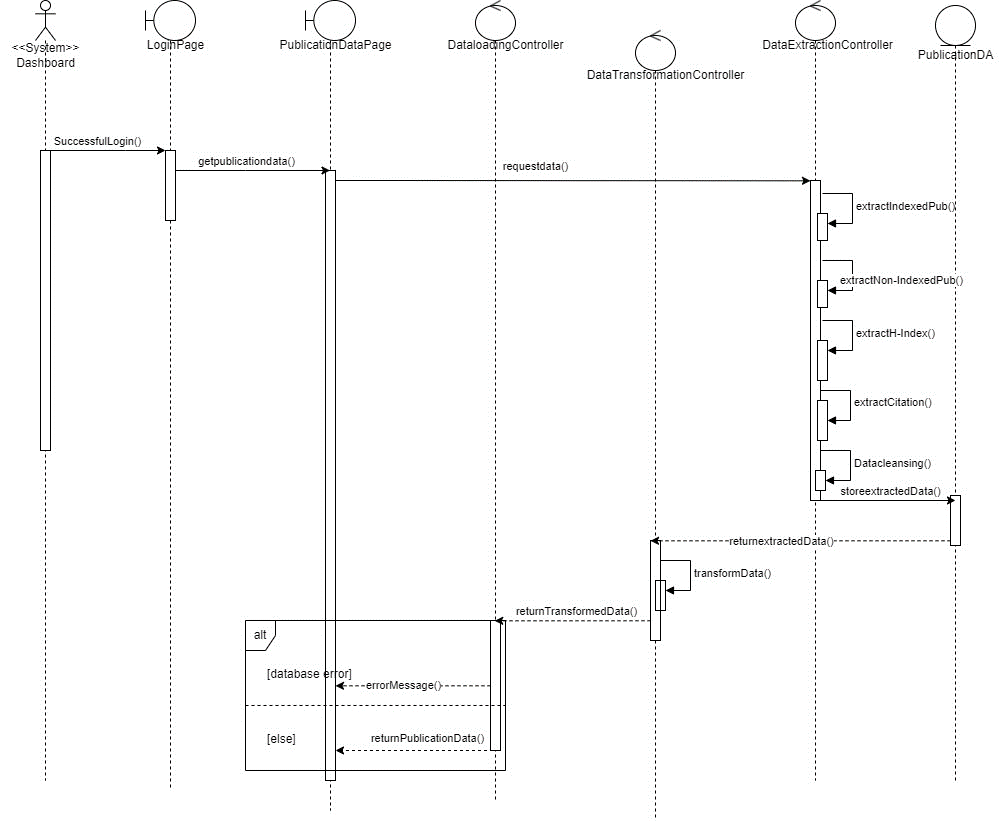 <<System>>
Dashboard
LoginPage
PublicationDataPage
DataloadingController
DataTransformationController
DataExtractionController
PublicationDA
SuccessfulLogin()
getpublicationdata()
requestdata()
extractIndexedPub()
extractNon-IndexedPub()
extractH-Index()
extractCitation()
Datacleansing()
storeextractedData()
returnextractedData()
transformData()
returnTransformedData()
alt
[database error]
errorMessage()
returnPublicationData()
[else]